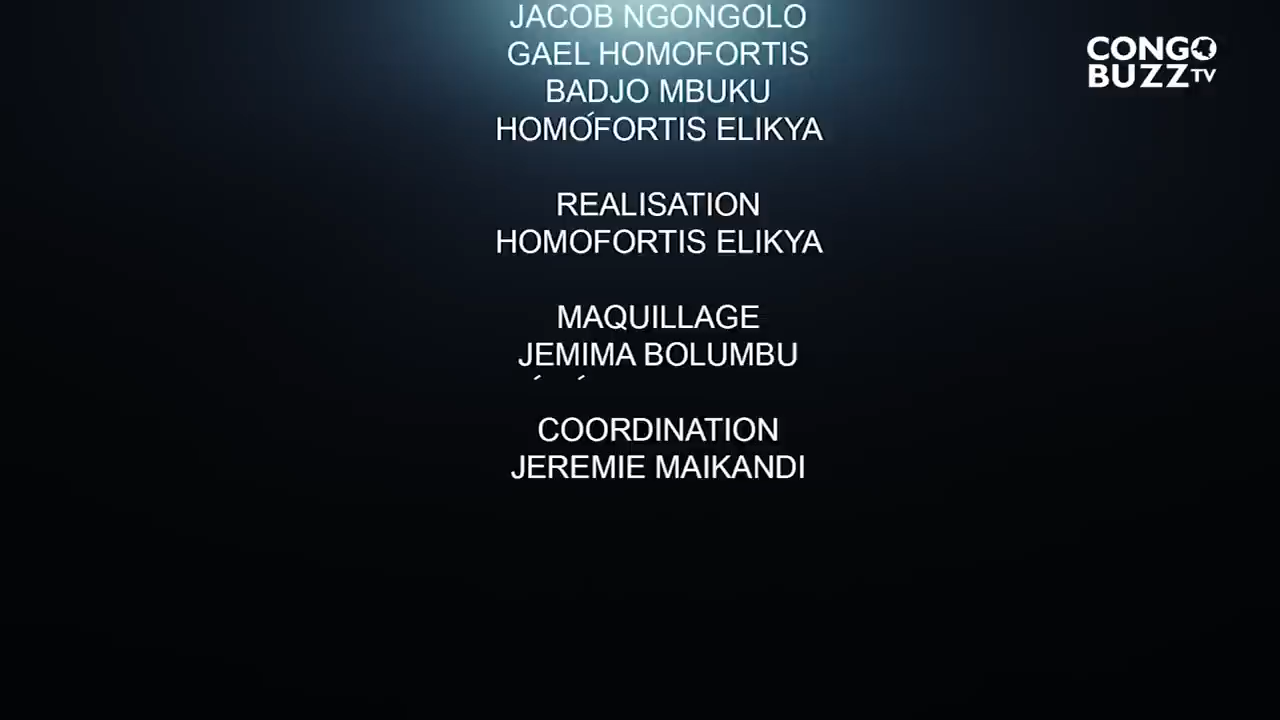 JACOB NGONGOLO
GAEL HOMOFORTIS
BADJO MBUKU
HOMOFORTIS ELIKYA
REALISATION
HOMOFORTIS ELIKYA
MAQUILLAGE
JEMIMA BOLUMBU
COORDINATION
JEREMIE MAIKANDI
CONGO
BUZZ TV